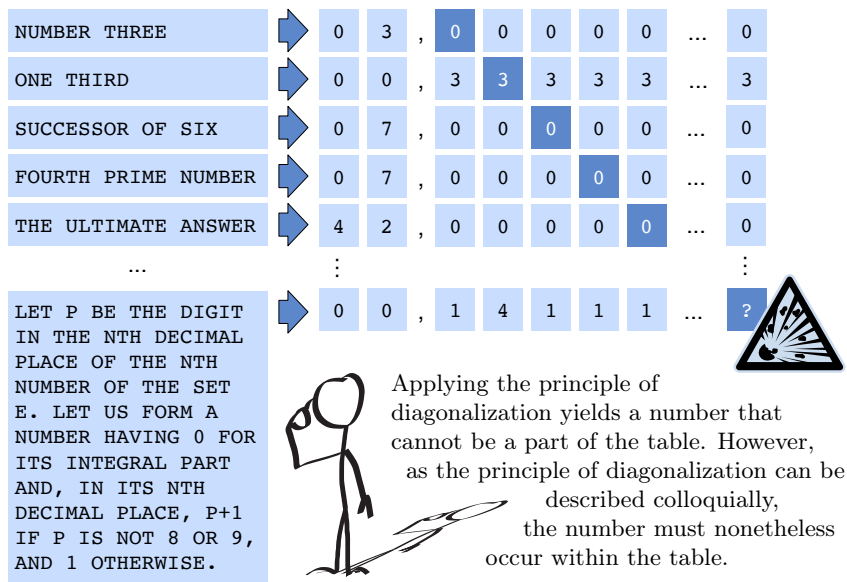 NUMBER THREE 0 3 , 0 0 0 0 0 ... 0
ONE THIRD 0 0 , 3 3 3 3 3 ... 3
SUCCESSOR OF SIX 0 7 , 0 0 0 0 0 ... 0
FOURTH PRIME NUMBER 0 7 , 0 0 0 0 0 ... 0
THE ULTIMATE ANSWER 4 2 , 0 0 0 0 0 ... 0
... ⋮ ⋮
LET P BE THE DIGIT 0 0 , 1 4 1 1 1 ... ?
IN THE NTH DECIMAL
PLACE OF THE NTH
NUMBER OF THE SET
E. LET US FORM A
NUMBER HAVING 0 FOR
ITS INTEGRAL PART
AND, IN ITS NTH
DECIMAL PLACE, P+1
IF P IS NOT 8 OR 9,
AND 1 OTHERWISE.
Applying the principle of
diagonalization yields a number that
cannot be a part of the table. However,
as the principle of diagonalization can be
described colloquially,
the number must nonetheless
occur within the table.